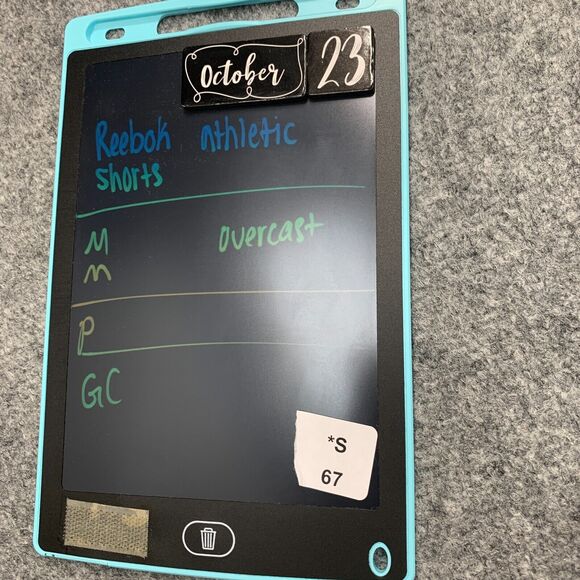 October 23
Reebok athletic
shorts
M overcast
m
P
GC
*S
67